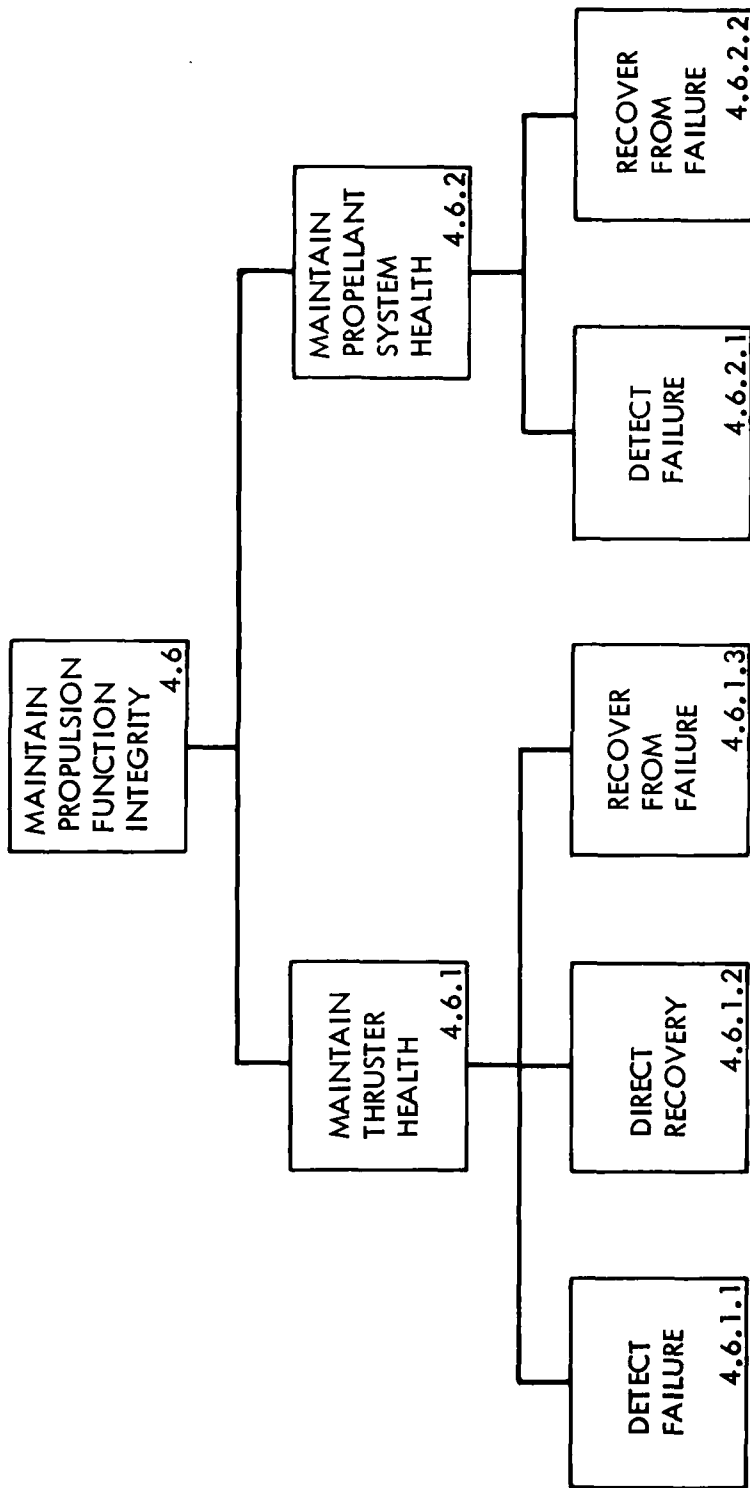 MAINTAIN
PROPULSION
FUNCTION
INTEGRITY
4.6
MAINTAIN
THRUSTER
HEALTH
4.6.1
MAINTAIN
PROPELLANT
SYSTEM
HEALTH
4.6.2
DETECT
FAILURE
4.6.1.1
DIRECT
RECOVERY
4.6.1.2
RECOVER
FROM
FAILURE
4.6.1.3
DETECT
FAILURE
4.6.2.1
RECOVER
FROM
FAILURE
4.6.2.2